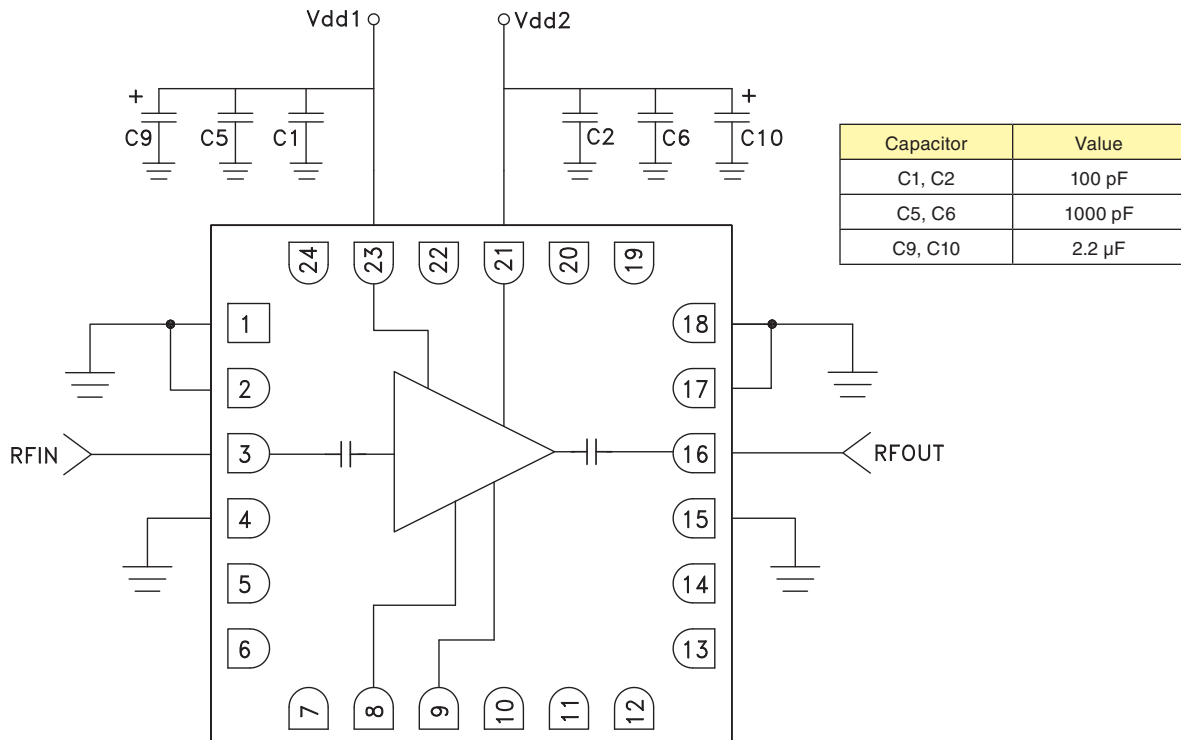 Vdd1
Vdd2
+
+
C9
C5
C1
C2
C6
C10
Capacitor Value
C1, C2 100 pF
C5, C6 1000 pF
C9, C10 2.2 µF
24
23
22
21
20
19
1
18
2
17
RFIN
3
16
RFOUT
4
15
5
14
6
13
7
8
9
10
11
12